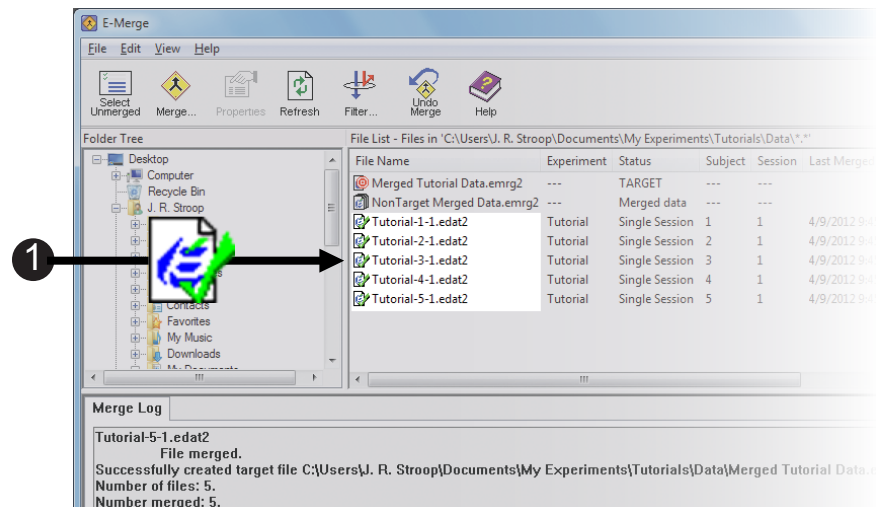 E-Merge
File Edit View Help
Select Unmerged Merge... Properties Refresh Filter... Undo Merge Help
Folder Tree
File List - Files in 'C:\Users\J. R. Stroop\Documents\My Experiments\Tutorials\Data\*.*'
Desktop
Computer
Recycle Bin
J. R. Stroop
Contacts
Favorites
My Music
Downloads
My Documents
File Name Experiment Status Subject Session Last Merged
Merged Tutorial Data.emrg2 --- TARGET --- ---
NonTarget Merged Data.emrg2 --- Merged data --- ---
Tutorial-1-1.edat2 Tutorial Single Session 1 1 4/9/2012 9:4
Tutorial-2-1.edat2 Tutorial Single Session 2 1 4/9/2012 9:4
Tutorial-3-1.edat2 Tutorial Single Session 3 1 4/9/2012 9:4
Tutorial-4-1.edat2 Tutorial Single Session 4 1 4/9/2012 9:4
Tutorial-5-1.edat2 Tutorial Single Session 5 1 4/9/2012 9:4
1
Merge Log
Tutorial-5-1.edat2
File merged.
Successfully created target file C:\Users\J. R. Stroop\Documents\My Experiments\Tutorials\Data\Merged Tutorial Data.
Number of files: 5.
Number merged: 5.